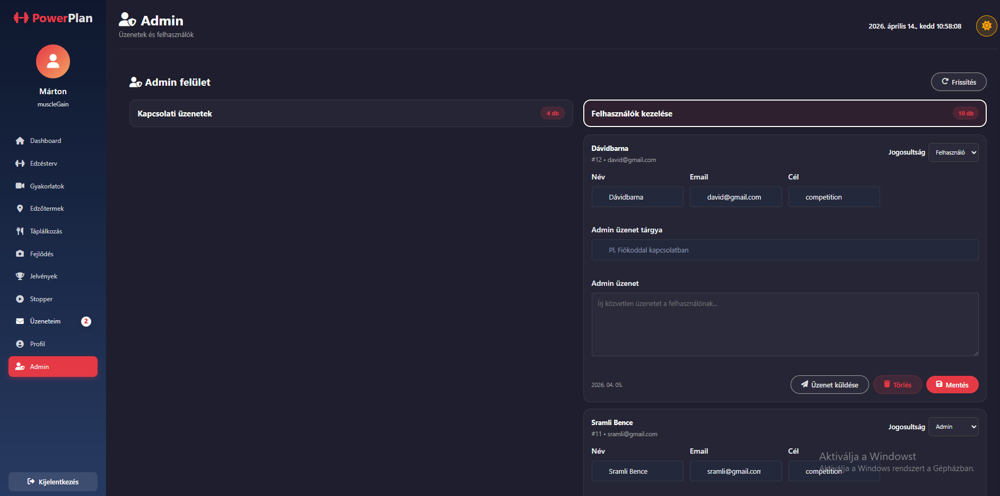 PowerPlan
Márton
muscleGain
Dashboard
Edzésterv
Gyakorlatok
Edzőtermek
Táplálkozás
Fejlődés
Jelvények
Stopper
Üzeneteim 2
Profil
Admin
Kijelentkezés
Admin
Üzenetek és felhasználók
2026. április 14., kedd 10:58:08
Admin felület
Frissítés
Kapcsolati üzenetek 4 db
Felhasználók kezelése 10 db
Dávidbarna
#12 • david@gmail.com
Jogosultság Felhasználó
Név Email Cél
Dávidbarna david@gmail.com competition
Admin üzenet tárgya
Pl. Fiókoddal kapcsolatban
Admin üzenet
Írj közvetlen üzenetet a felhasználónak...
2026. 04. 05.
Üzenet küldése Törlés Mentés
Sramli Bence
#11 • sramli@gmail.com
Jogosultság Admin
Név Email Cél
Sramli Bence sramli@gmail.com competition
Aktiválja a Windowst
Aktiválja a Windows rendszert a Gépházban.